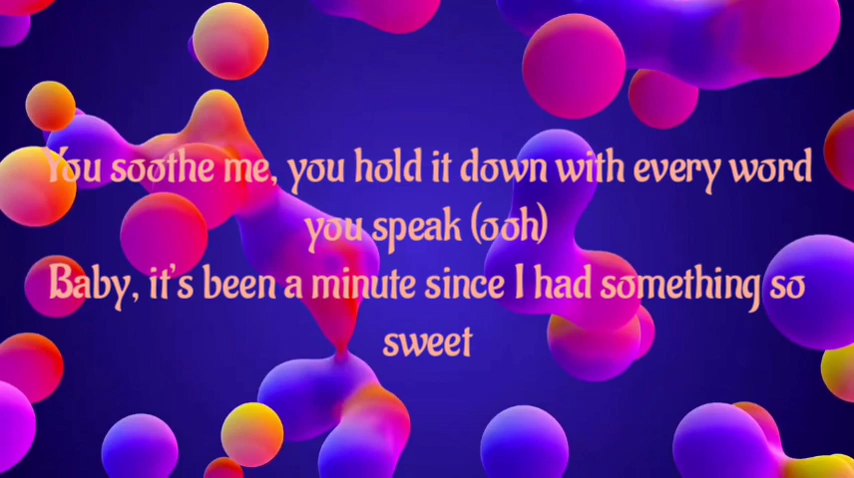 You soothe me, you hold it down with every word
you speak (ooh)
Baby, it's been a minute since I had something so
sweet